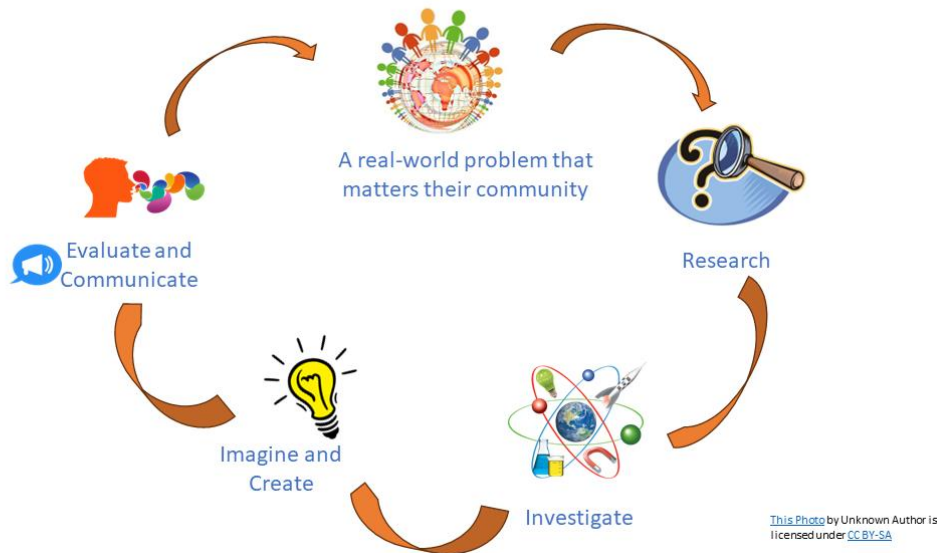 A real-world problem that
matters their community
Research
Investigate
Imagine and
Create
Evaluate and
Communicate
This Photo by Unknown Author is
licensed under CC BY-SA